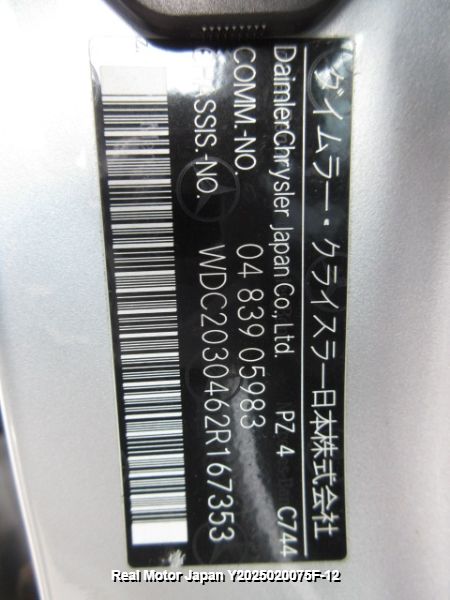 ダイムラー・クライスラー日本株式会社
DaimlerChrysler Japan Co., Ltd.
PZ 4 C744
COMM.-NO 04 839 05983
CHASSIS.-NO. WDC2030462R167353
Real Motor Japan Y2025020075F-12